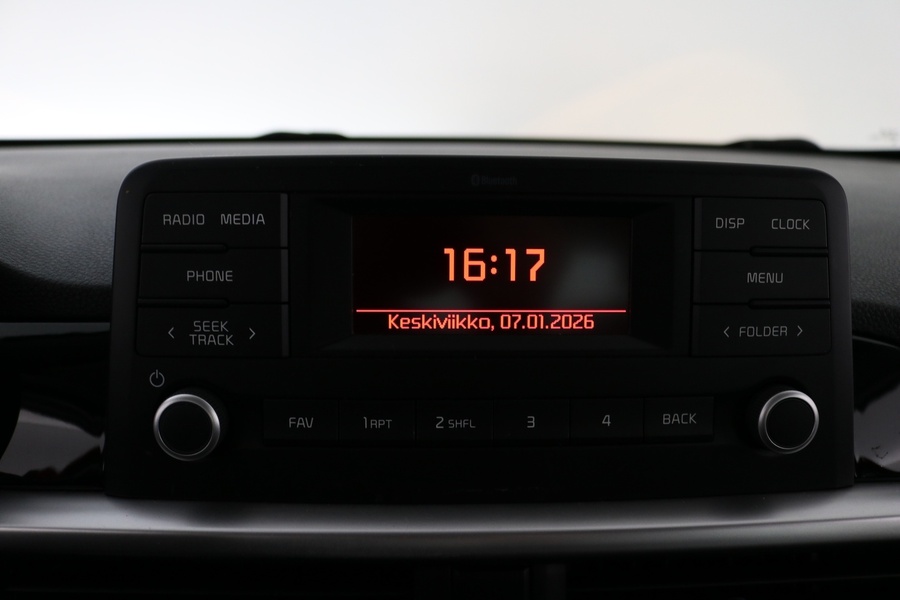 Bluetooth
RADIO MEDIA
PHONE
< SEEK TRACK >
16:17
Keskiviikko, 07.01.2026
DISP CLOCK
MENU
< FOLDER >
FAV 1 RPT 2 SHFL 3 4 BACK